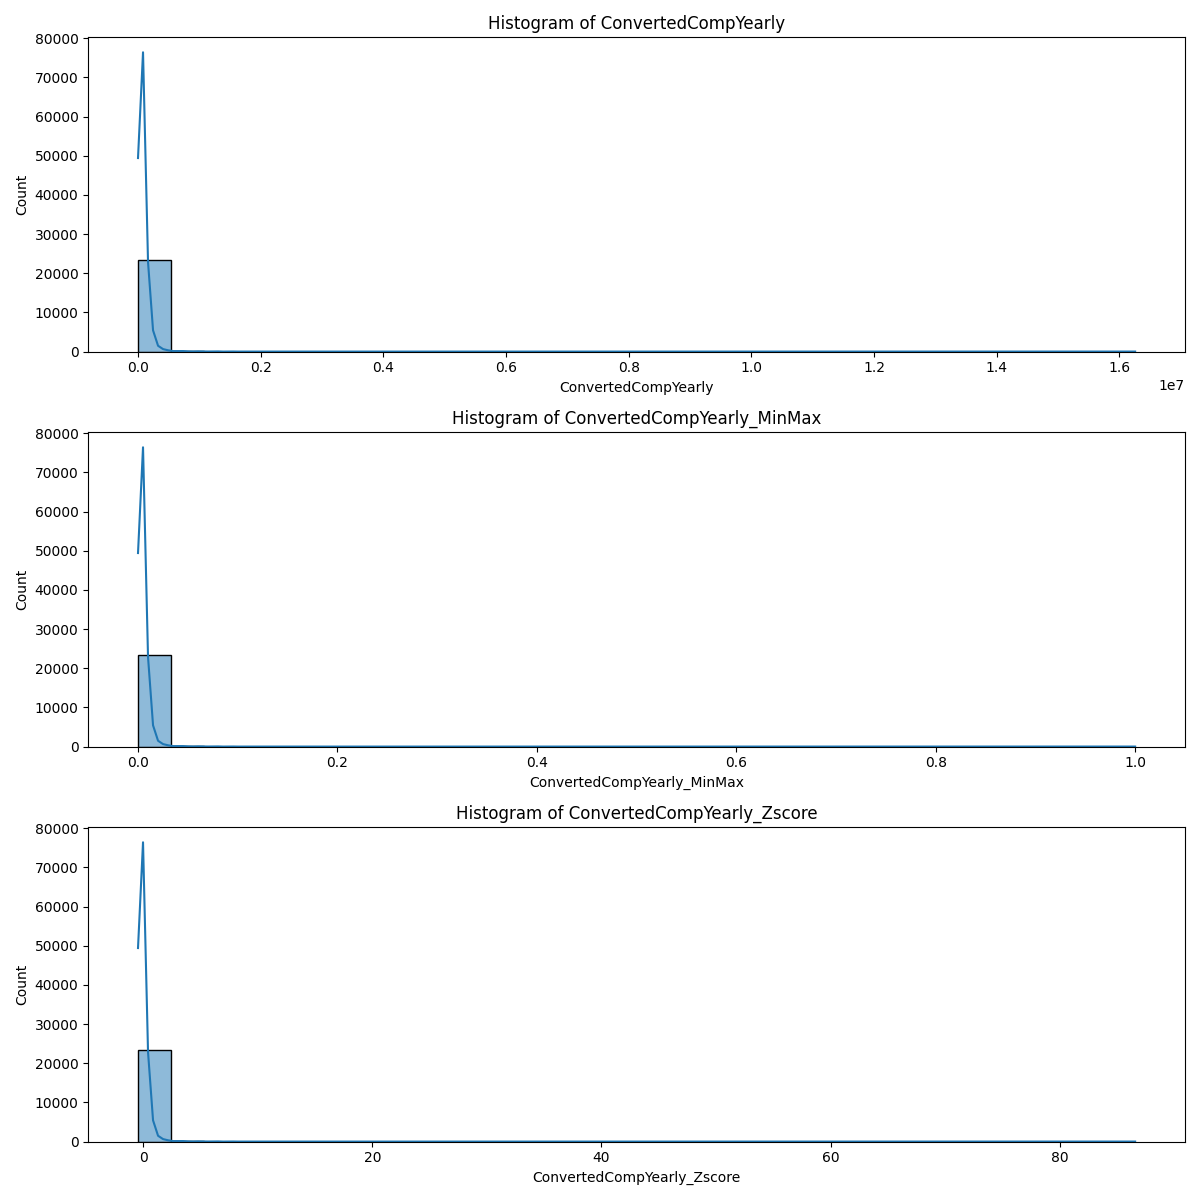 Histogram of ConvertedCompYearly
80000
70000
60000
50000
40000
30000
20000
10000
0
Count
0.0 0.2 0.4 0.6 0.8 1.0 1.2 1.4 1.6
1e7
ConvertedCompYearly
Histogram of ConvertedCompYearly_MinMax
80000
70000
60000
50000
40000
30000
20000
10000
0
Count
0.0 0.2 0.4 0.6 0.8 1.0
ConvertedCompYearly_MinMax
Histogram of ConvertedCompYearly_Zscore
80000
70000
60000
50000
40000
30000
20000
10000
0
Count
0 20 40 60 80
ConvertedCompYearly_Zscore